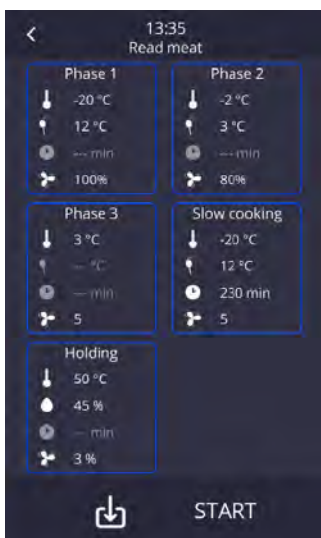 13:35
Read meat
Phase 1
-20 °C
12 °C
--- min
100%
Phase 2
-2 °C
3 °C
--- min
80%
Phase 3
3 °C
--- °C
--- min
5
Slow cooking
-20 °C
12 °C
230 min
5
Holding
50 °C
45 %
--- min
3 %
START